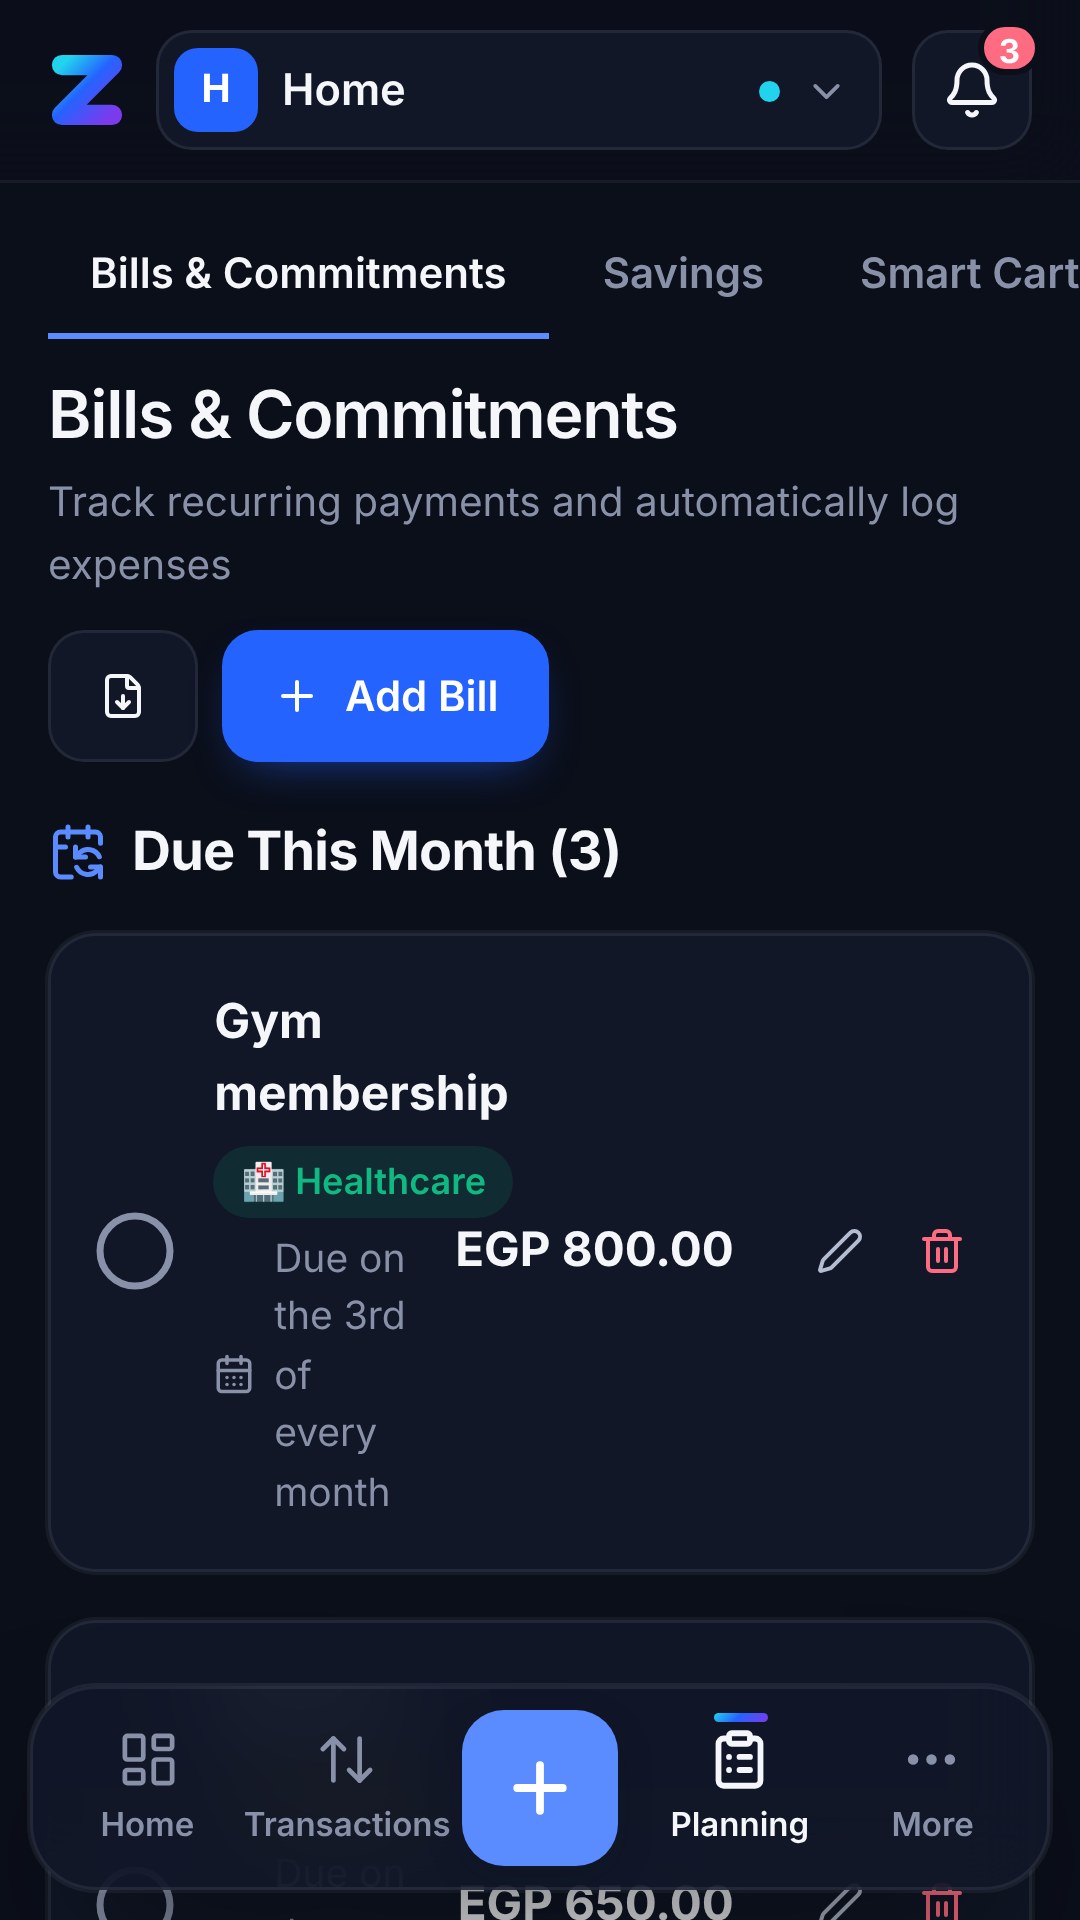 Z
H Home
3
Bills & Commitments Savings Smart Cart
Bills & Commitments
Track recurring payments and automatically log
expenses
Add Bill
Due This Month (3)
Gym
membership
Healthcare
EGP 800.00
Due on
the 3rd
of
every
month
Home Transactions Planning More
Due on
EGP 650.00